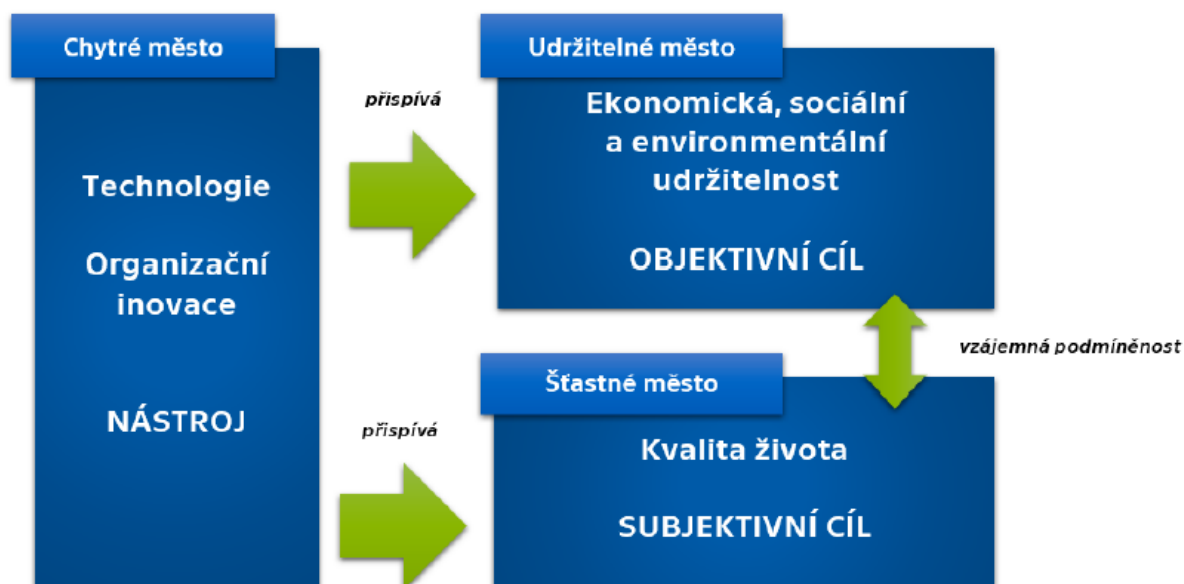 Chytré město
Technologie
Organizační
inovace
NÁSTROJ
přispívá
přispívá
Udržitelné město
Ekonomická, sociální
a environmentální
udržitelnost
OBJEKTIVNÍ CÍL
vzájemná podmíněnost
Šťastné město
Kvalita života
SUBJEKTIVNÍ CÍL